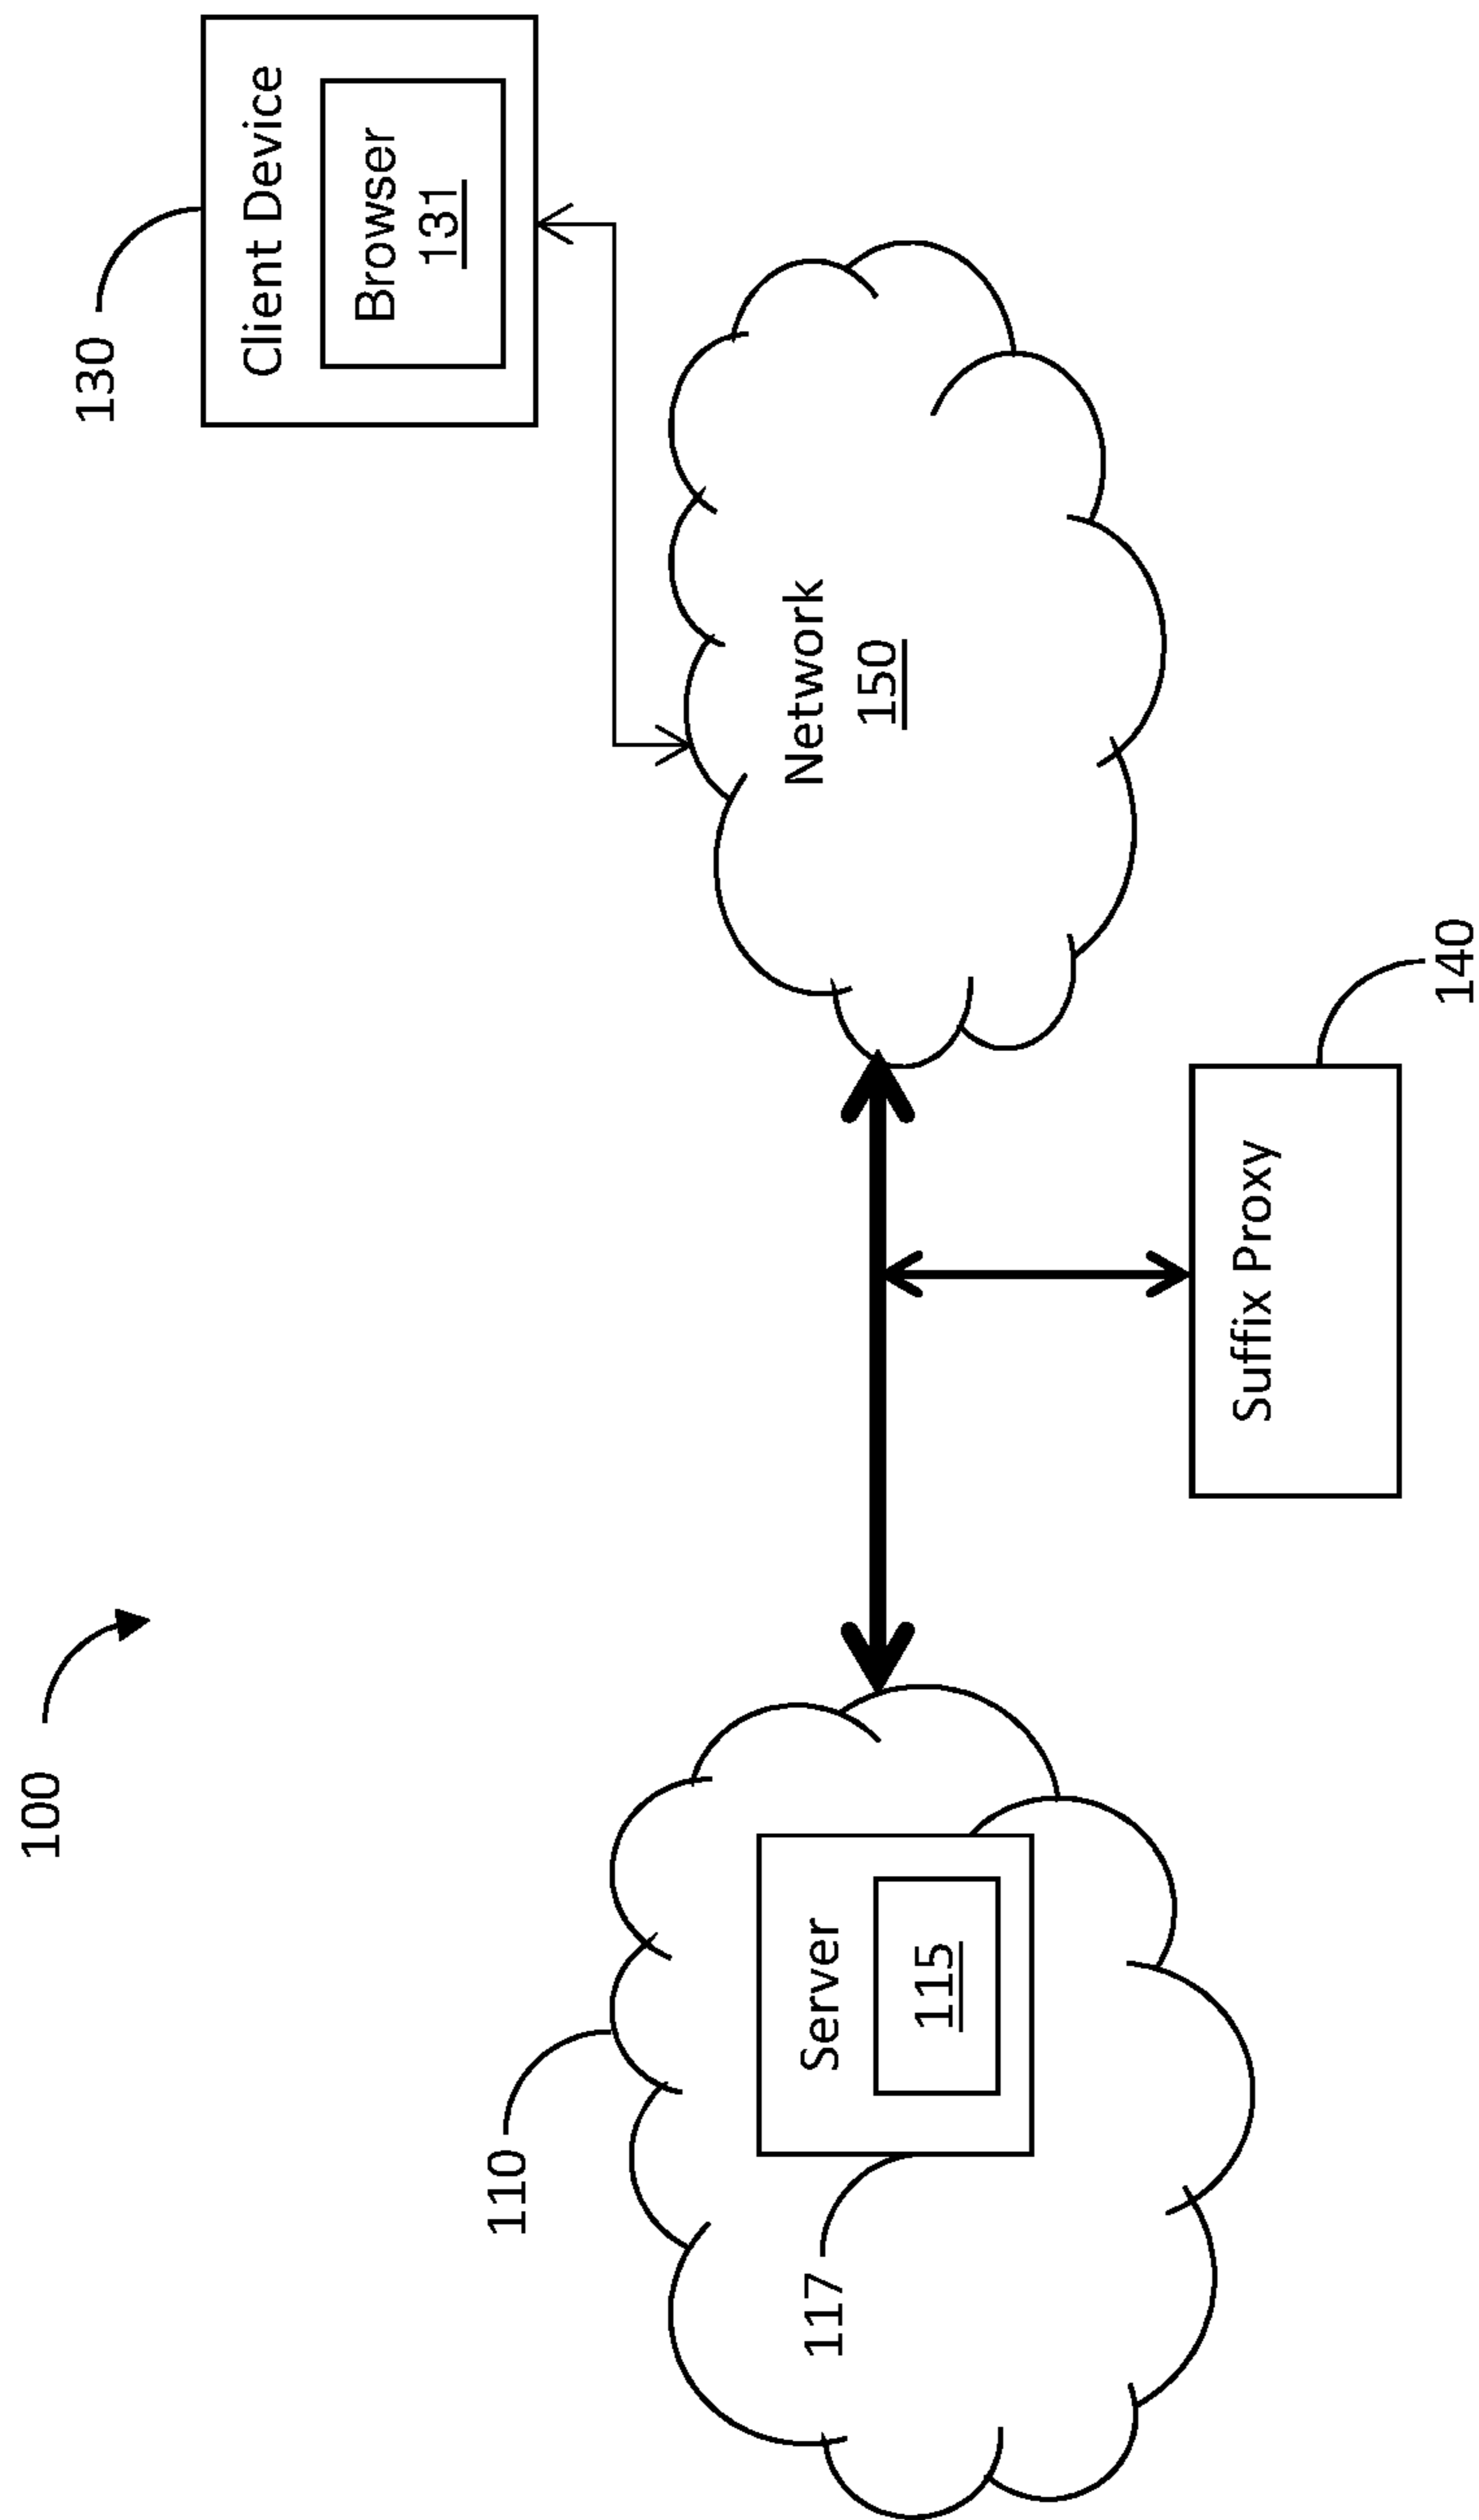 100
130
Client Device
Browser
131
110
Server
115
117
Network
150
Suffix Proxy
140